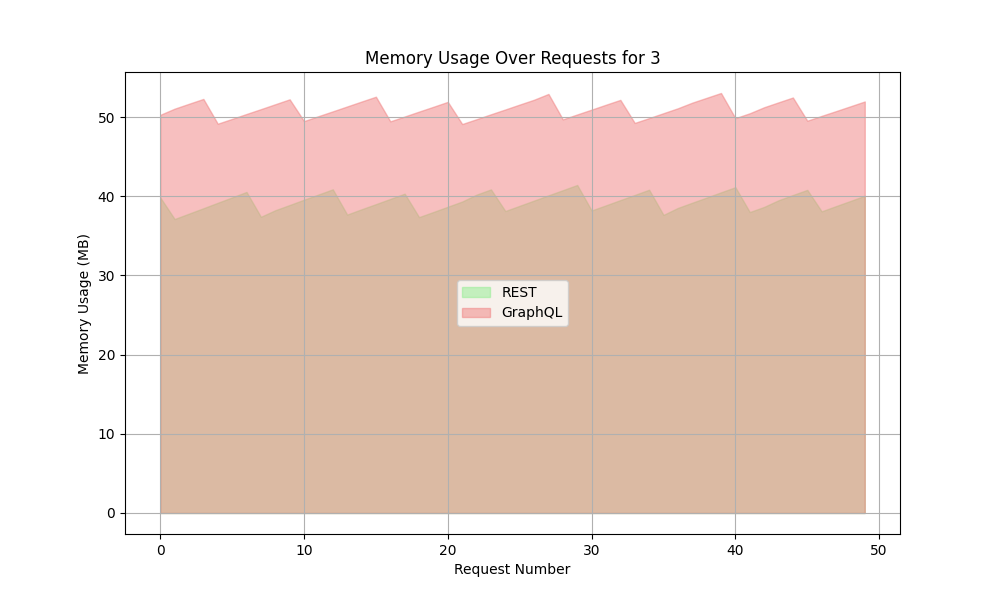 Memory Usage Over Requests for 3
Memory Usage (MB)
50
40
30
20
10
0
REST
GraphQL
0 10 20 30 40 50
Request Number